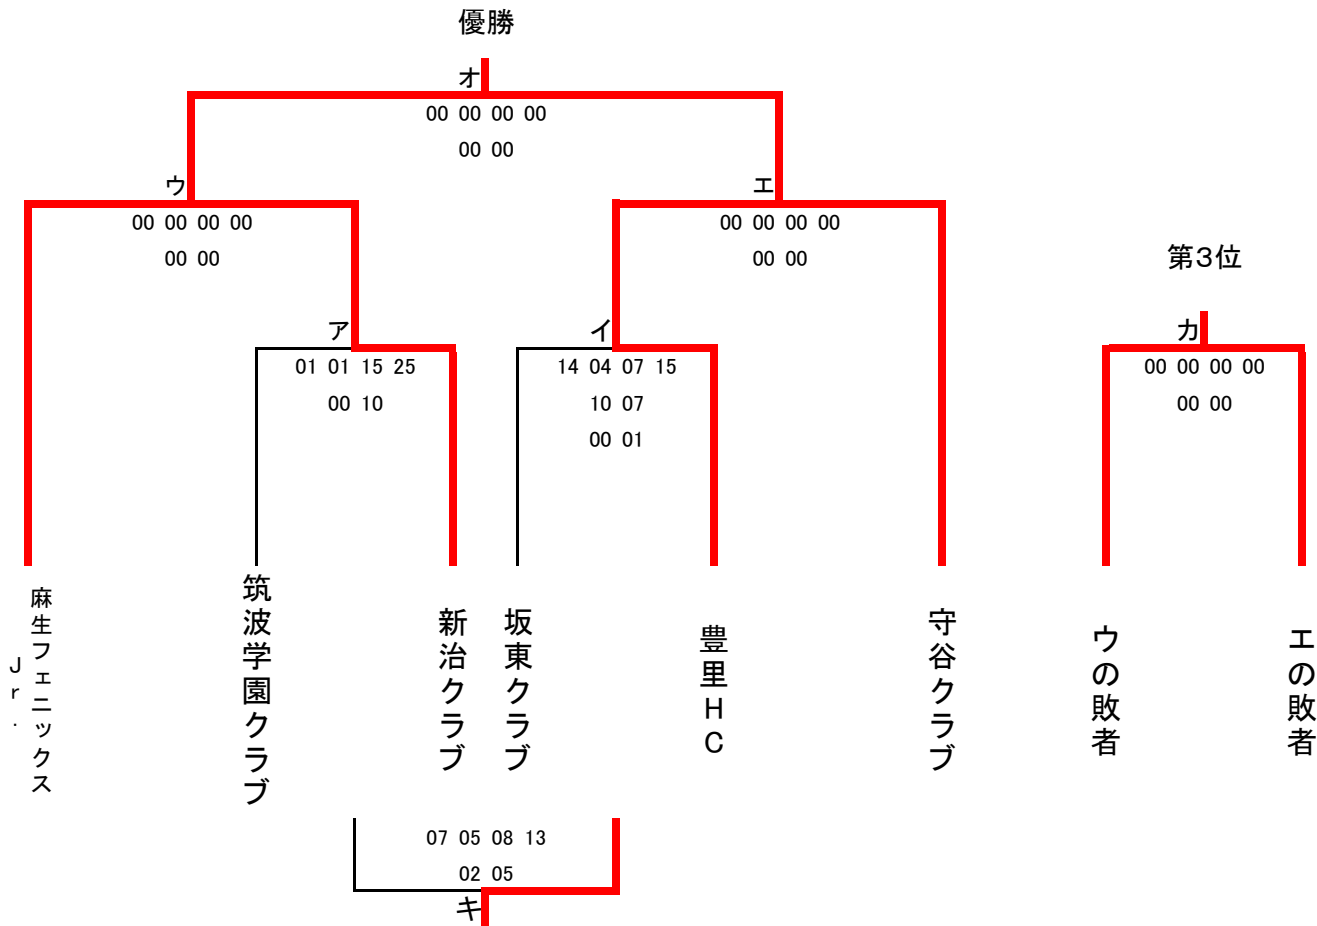 優勝
オ
00 00 00 00
00 00
ウ
00 00 00 00
00 00
エ
00 00 00 00
00 00
第3位
ア
01 01 15 25
00 10
イ
14 04 07 15
10 07
00 01
カ
00 00 00 00
00 00
麻生フェニックス
Jr.
筑波学園クラブ
新治クラブ
坂東クラブ
豊里HC
守谷クラブ
ウの敗者
エの敗者
07 05 08 13
02 05
キ